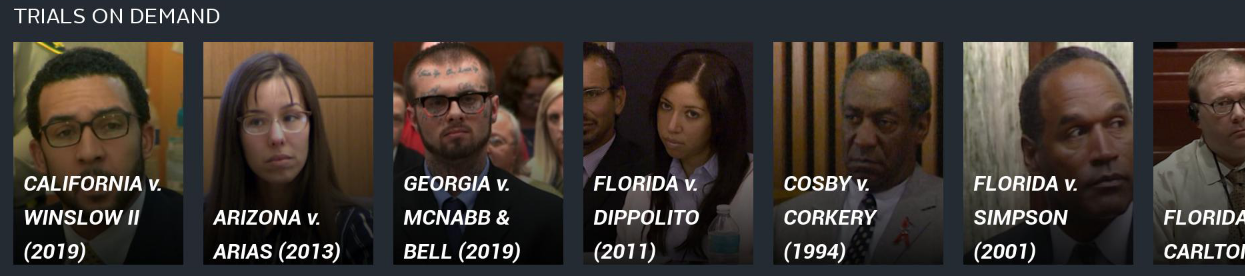 TRIALS ON DEMAND
CALIFORNIA v.
WINSLOW II
(2019)
ARIZONA v.
ARIAS (2013)
GEORGIA v.
MCNABB &
BELL (2019)
FLORIDA v.
DIPPOLITO
(2011)
COSBY v.
CORKERY
(1994)
FLORIDA v.
SIMPSON
(2001)
FLORIDA